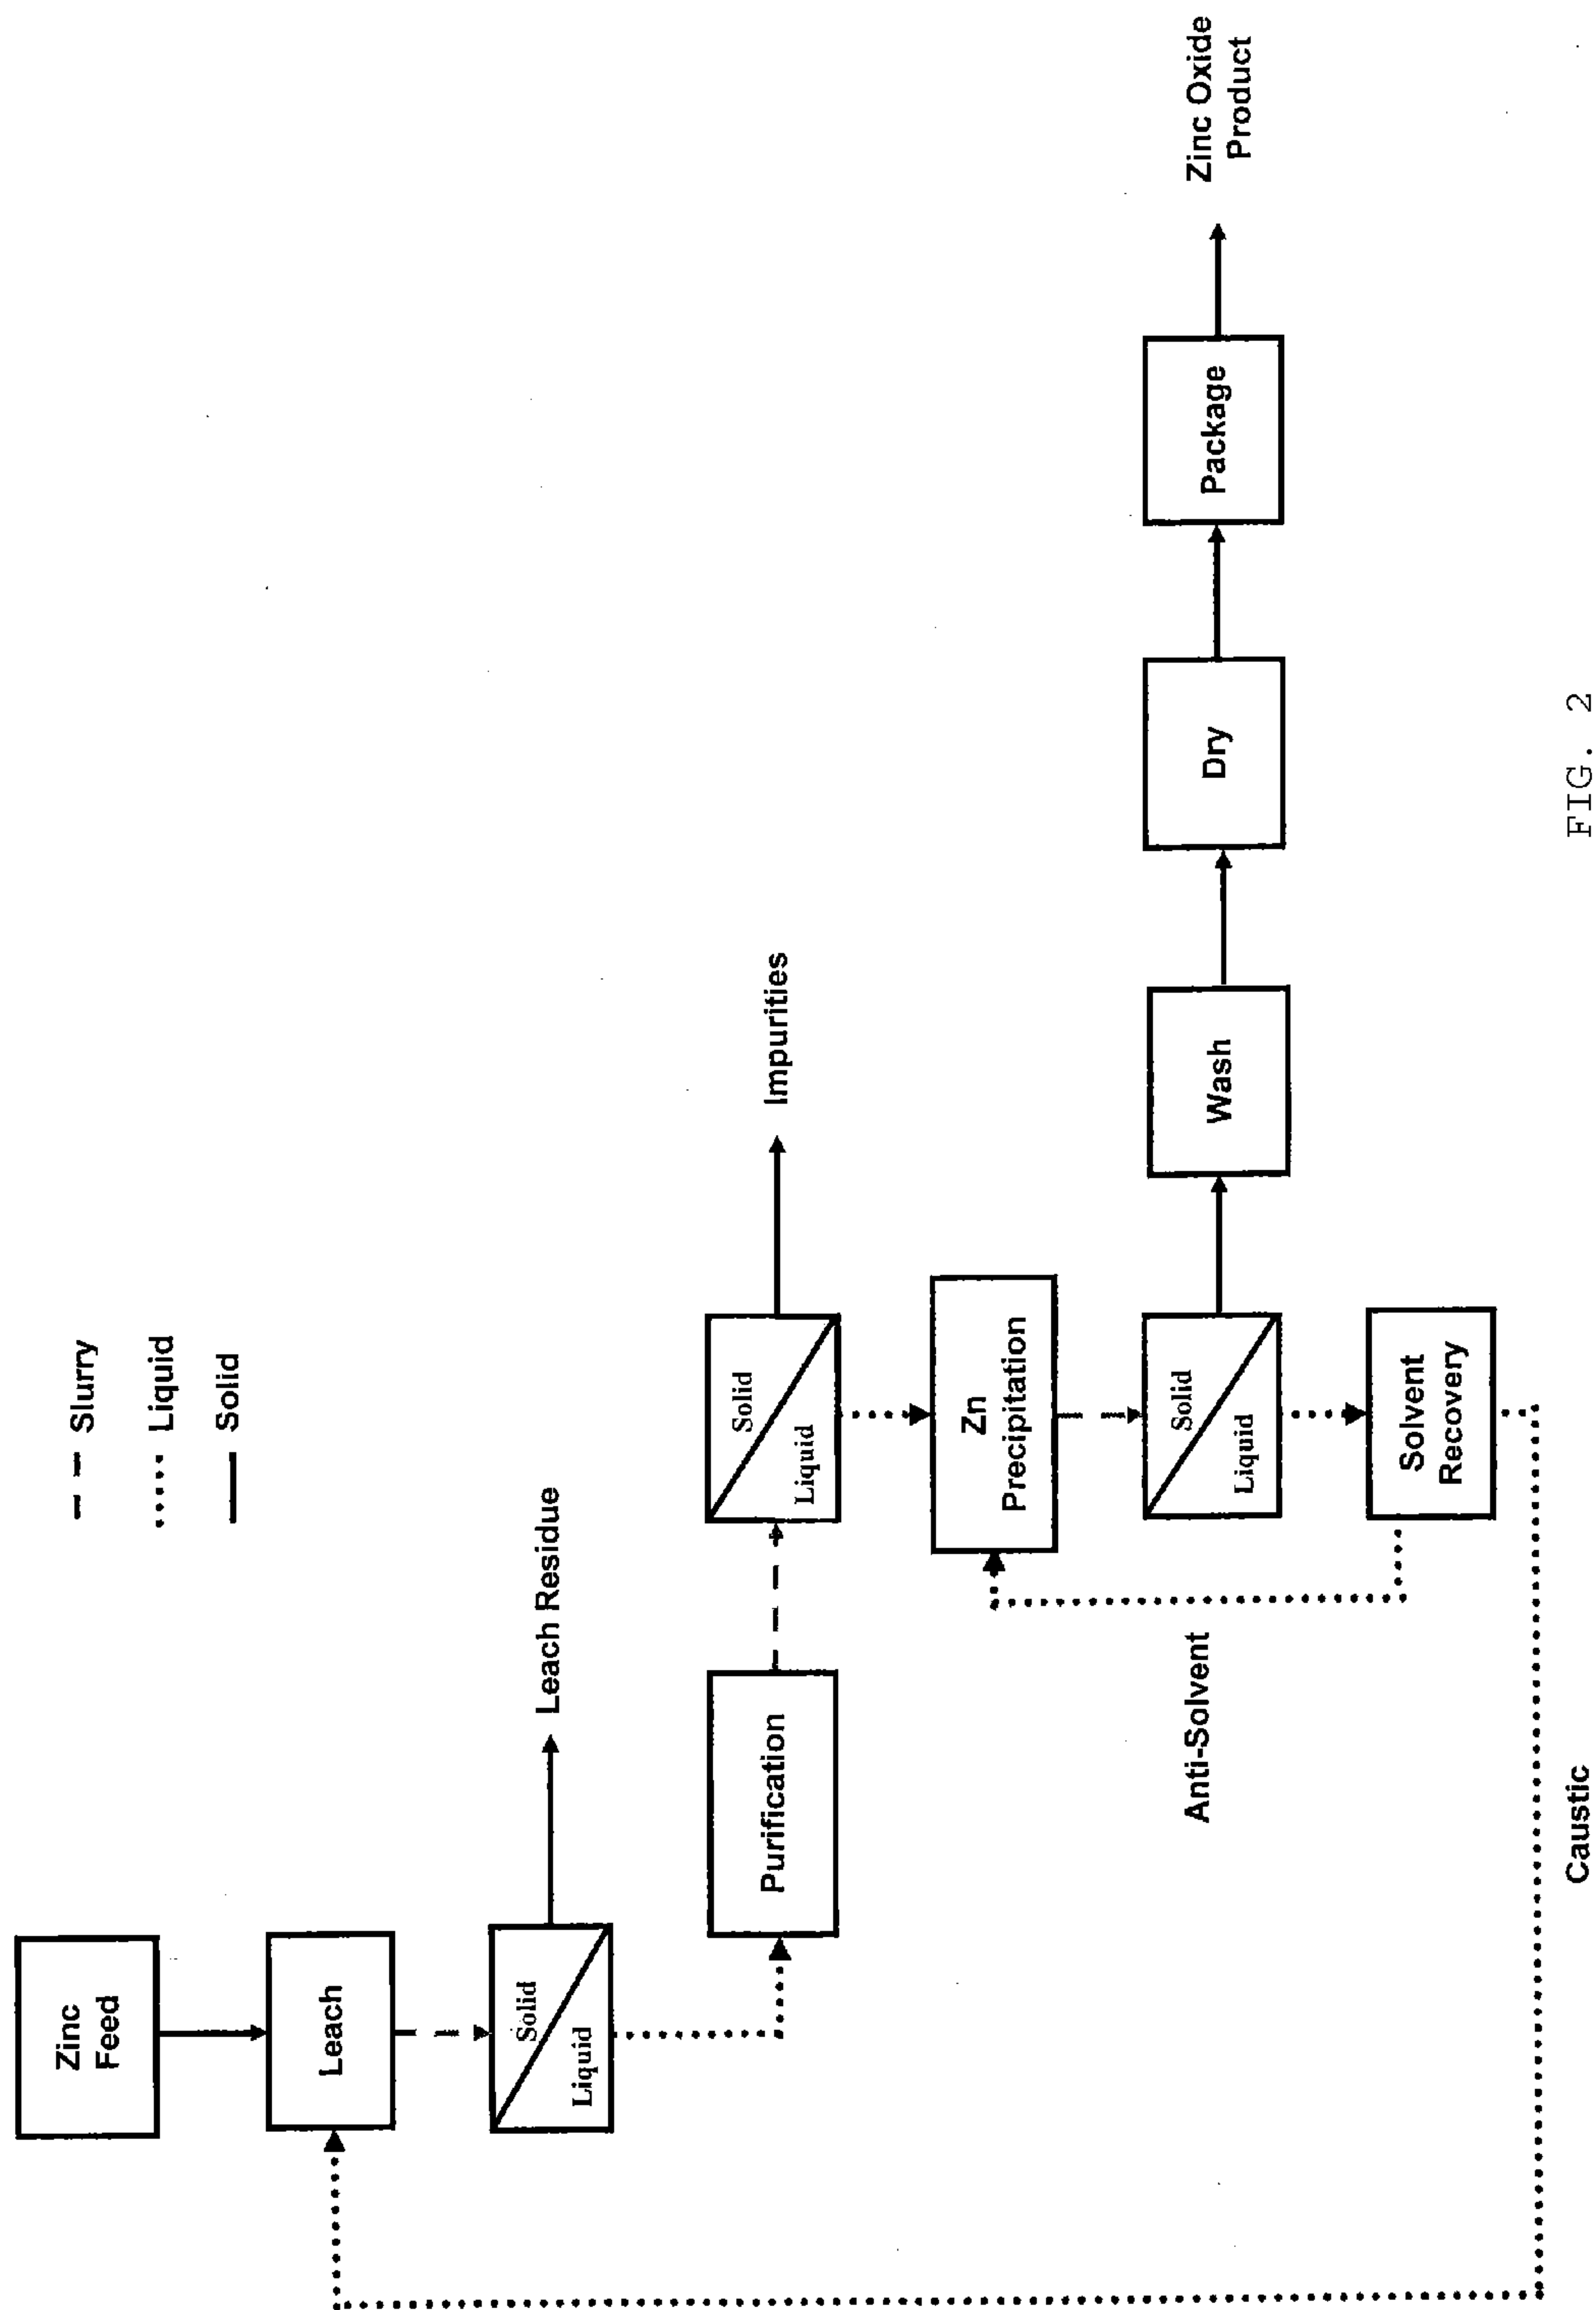 Slurry
Liquid
Solid
Zinc
Feed
Leach
Solid
Liquid
Leach Residue
Purification
Solid
Liquid
Impurities
Zn
Precipitation
Anti-Solvent
Solid
Liquid
Wash
Dry
Package
Zinc Oxide
Product
Solvent
Recovery
Caustic
FIG. 2